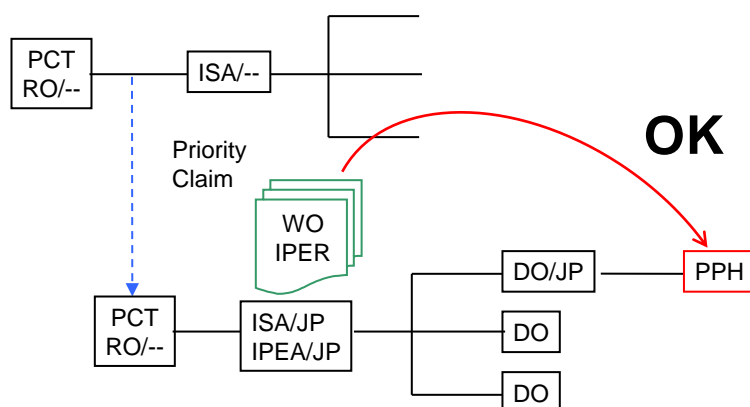 PCT
RO/--
ISA/--
OK
Priority
Claim
WO
IPER
DO/JP
PPH
PCT
RO/--
ISA/JP
IPEA/JP
DO
DO